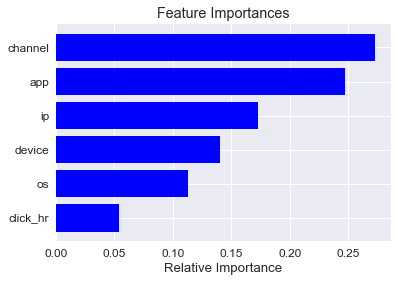 Feature Importances
channel
app
ip
device
os
click_hr
0.00 0.05 0.10 0.15 0.20 0.25
Relative Importance